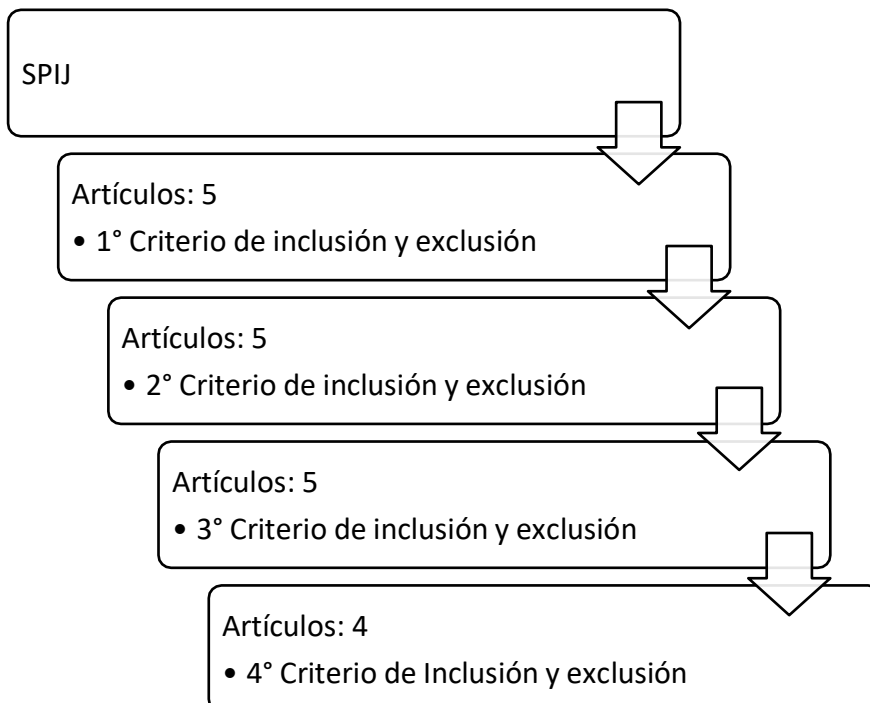 SPIJ
Artículos: 5
• 1° Criterio de inclusión y exclusión
Artículos: 5
• 2° Criterio de inclusión y exclusión
Artículos: 5
• 3° Criterio de inclusión y exclusión
Artículos: 4
• 4° Criterio de Inclusión y exclusión